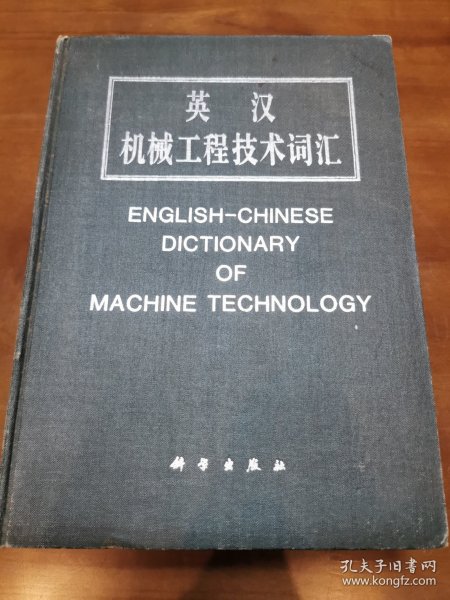 英汉
机械工程技术词汇
ENGLISH-CHINESE
DICTIONARY
OF
MACHINE TECHNOLOGY
科学出版社
孔夫子旧书网
www.kongfz.com